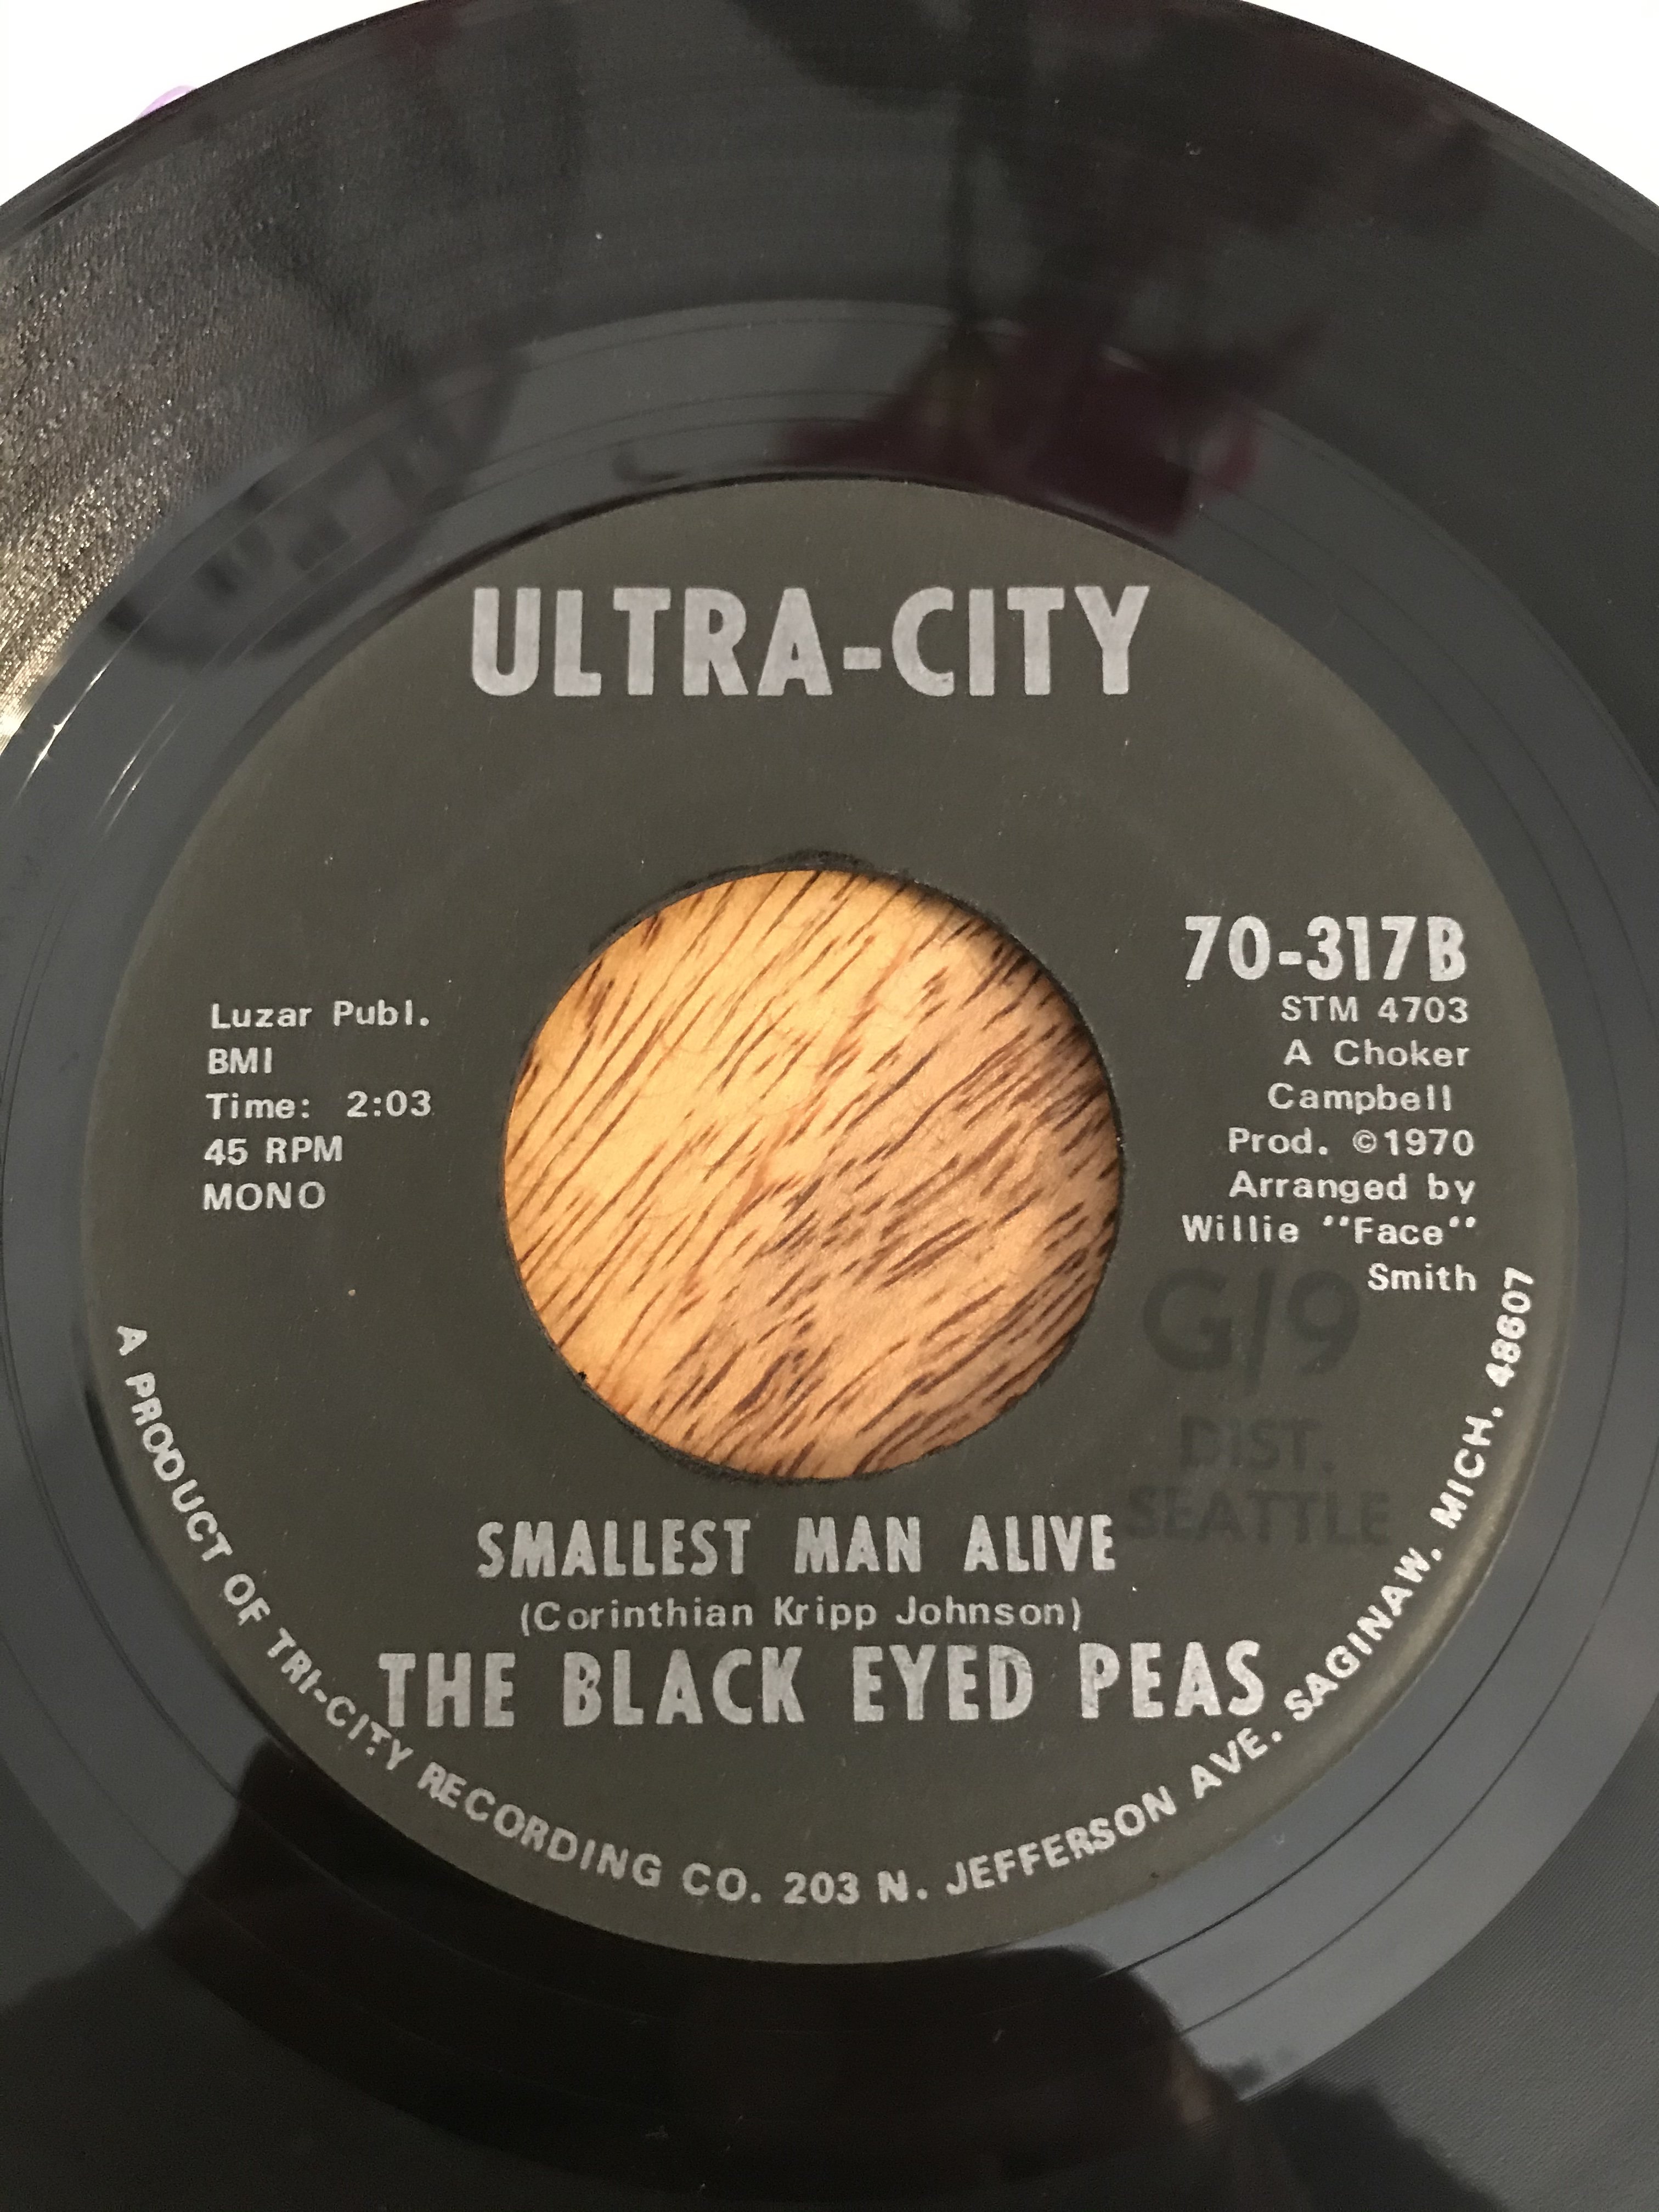 ULTRA-CITY
Luzar Publ.
BMI
Time: 2:03
45 RPM
MONO
70-317B
STM 4703
A Choker
Campbell
Prod. ©1970
Arranged by
Willie "Face"
Smith
G/9
DIST.
SEATTLE
SMALLEST MAN ALIVE
(Corinthian Kripp Johnson)
THE BLACK EYED PEAS
A PRODUCT OF TRI-CITY RECORDING CO. 203 N. JEFFERSON AVE. SAGINAW, MICH. 48607